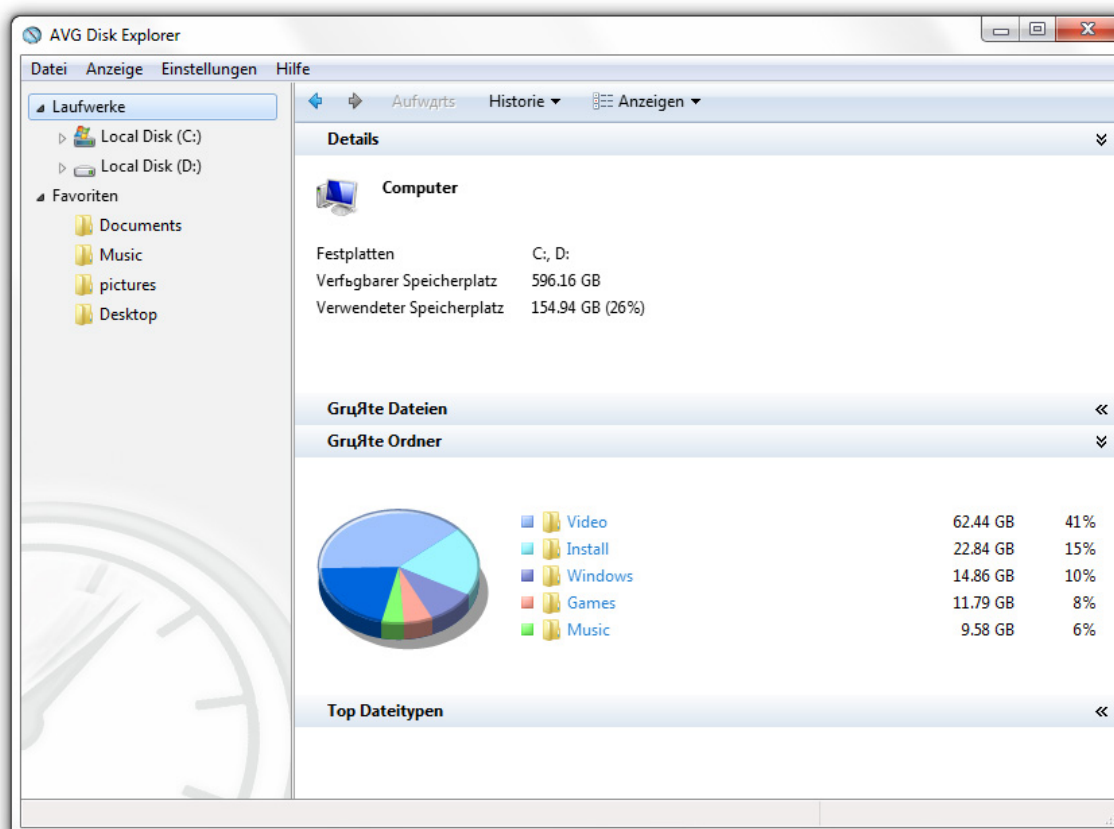 AVG Disk Explorer
Datei Anzeige Einstellungen Hilfe
Laufwerke
Local Disk (C:)
Local Disk (D:)
Favoriten
Documents
Music
pictures
Desktop
Aufwдrts Historie Anzeigen
Details
Computer
Festplatten C:, D:
Verfьgbarer Speicherplatz 596.16 GB
Verwendeter Speicherplatz 154.94 GB (26%)
GrцЯte Dateien
GrцЯte Ordner
Video 62.44 GB 41%
Install 22.84 GB 15%
Windows 14.86 GB 10%
Games 11.79 GB 8%
Music 9.58 GB 6%
Top Dateitypen